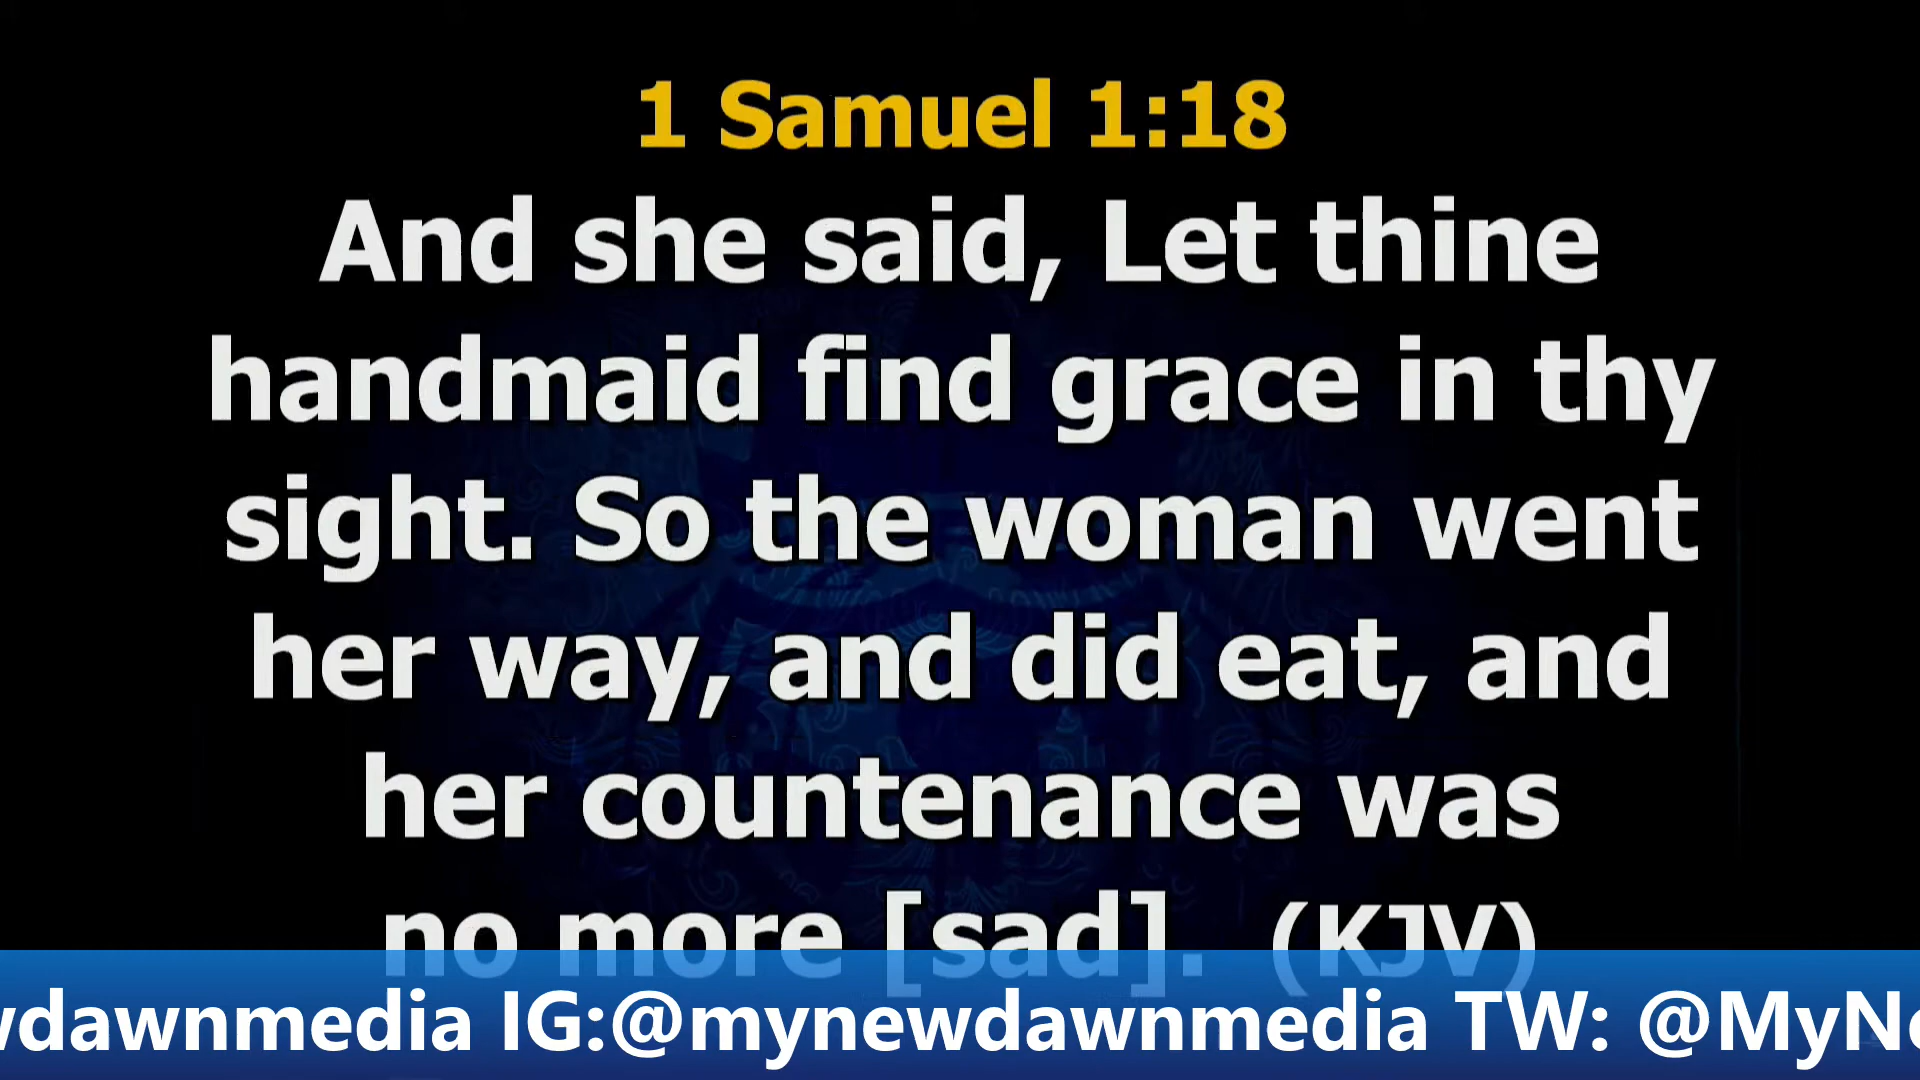 1 Samuel 1:18
And she said, Let thine
handmaid find grace in thy
sight. So the woman went
her way, and did eat, and
her countenance was
no more [sad]. (KJV)
wdawnmedia IG:@mynewdawnmedia TW: @MyNe